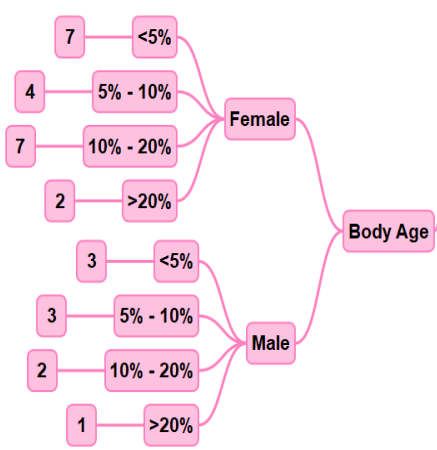 7 <5%
4 5% - 10%
Female
7 10% - 20%
2 >20%
Body Age
3 <5%
3 5% - 10%
Male
2 10% - 20%
1 >20%